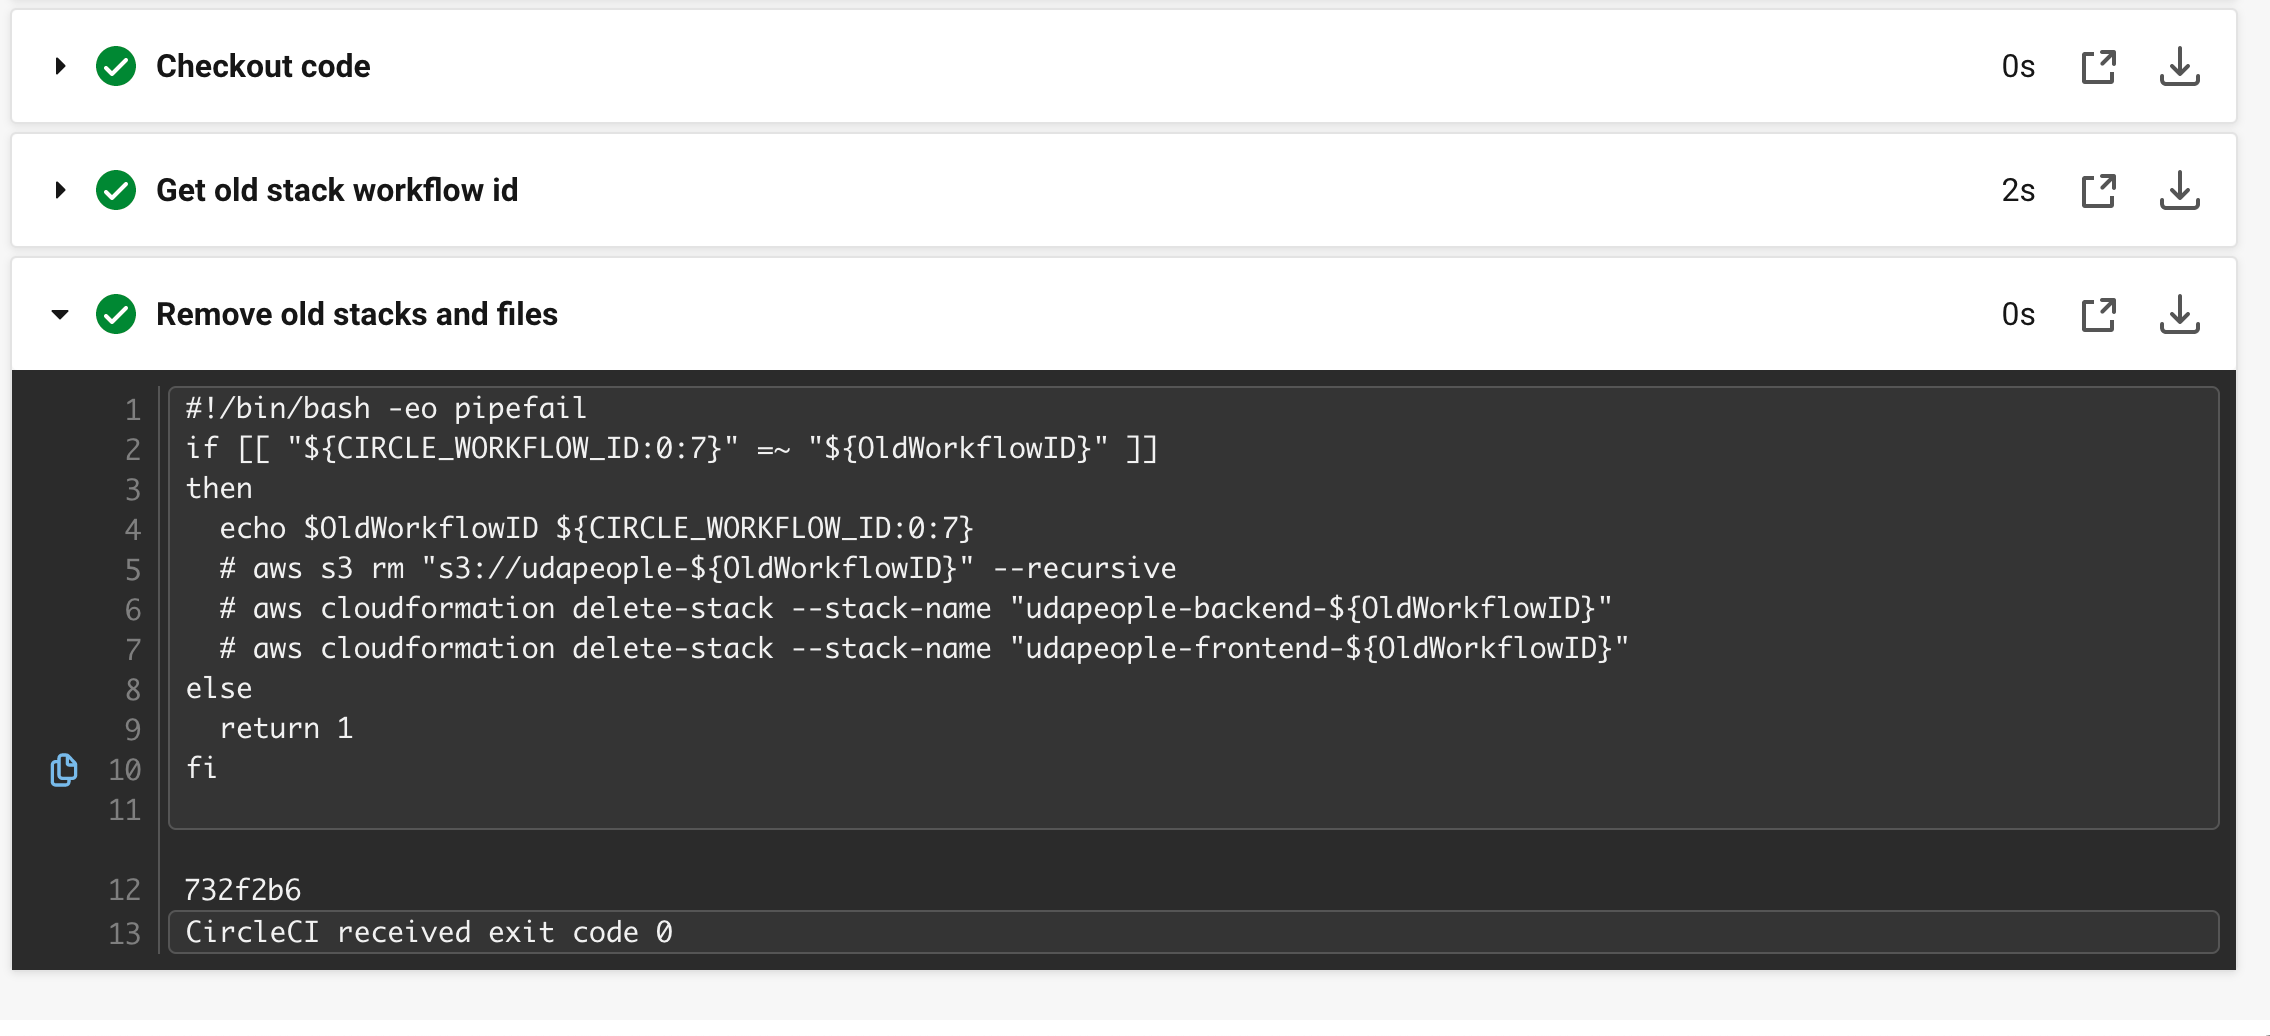 Checkout code 0s
Get old stack workflow id 2s
Remove old stacks and files 0s
1 #!/bin/bash -eo pipefail
2 if [[ "${CIRCLE_WORKFLOW_ID:0:7}" =~ "${OldWorkflowID}" ]]
3 then
4   echo $OldWorkflowID ${CIRCLE_WORKFLOW_ID:0:7}
5   # aws s3 rm "s3://udapeople-${OldWorkflowID}" --recursive
6   # aws cloudformation delete-stack --stack-name "udapeople-backend-${OldWorkflowID}"
7   # aws cloudformation delete-stack --stack-name "udapeople-frontend-${OldWorkflowID}"
8 else
9   return 1
10 fi
11
12 732f2b6
13 CircleCI received exit code 0